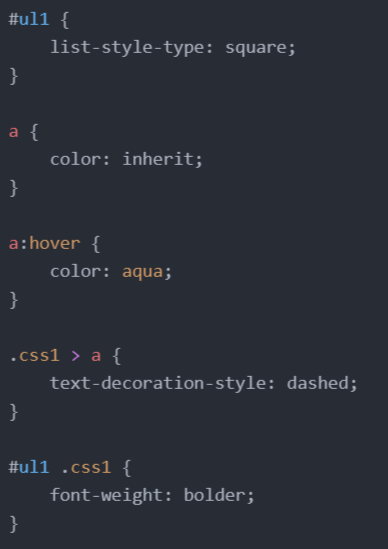 #ul1 {
    list-style-type: square;
}

a {
    color: inherit;
}

a:hover {
    color: aqua;
}

.css1 > a {
    text-decoration-style: dashed;
}

#ul1 .css1 {
    font-weight: bolder;
}